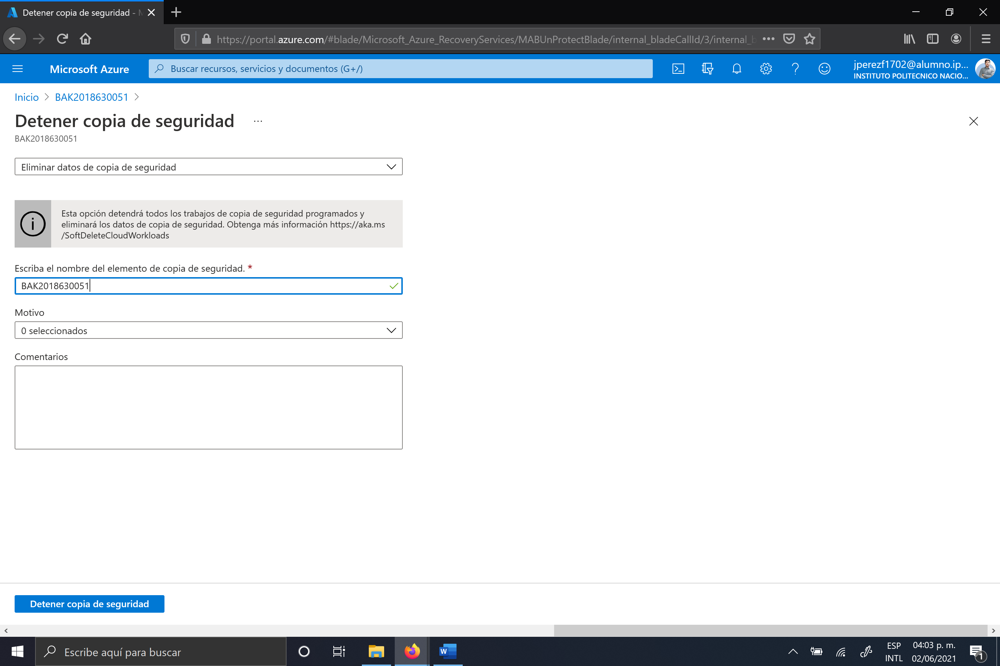 Detener copia de seguridad -
https://portal.azure.com/#blade/Microsoft_Azure_RecoveryServices/MABUnProtectBlade/internal_bladeCallId/3/internal_b
Microsoft Azure
Buscar recursos, servicios y documentos (G+/)
jperezf1702@alumno.ip...
INSTITUTO POLITECNICO NACIO...
Inicio > BAK2018630051 >
Detener copia de seguridad ...
BAK2018630051
Eliminar datos de copia de seguridad
Esta opción detendrá todos los trabajos de copia de seguridad programados y
eliminará los datos de copia de seguridad. Obtenga más información https://aka.ms
/SoftDeleteCloudWorkloads
Escriba el nombre del elemento de copia de seguridad. *
BAK2018630051
Motivo
0 seleccionados
Comentarios
Detener copia de seguridad
Escribe aquí para buscar
ESP
INTL
04:03 p. m.
02/06/2021
1